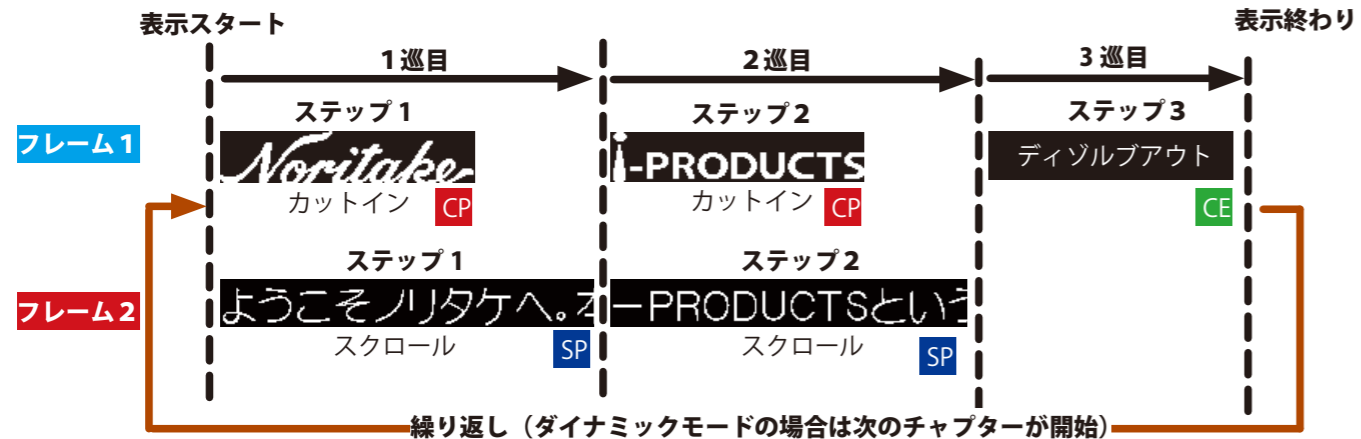 表示スタート
表示終わり
1巡目
2巡目
3巡目
ステップ1
ステップ2
ステップ3
フレーム1
Noritake
i-PRODUCTS
ディゾルブアウト
カットイン CP
カットイン CP
CE
ステップ1
ステップ2
フレーム2
ようこそノリタケへ。
ーPRODUCTSという
スクロール SP
スクロール SP
繰り返し（ダイナミックモードの場合は次のチャプターが開始）